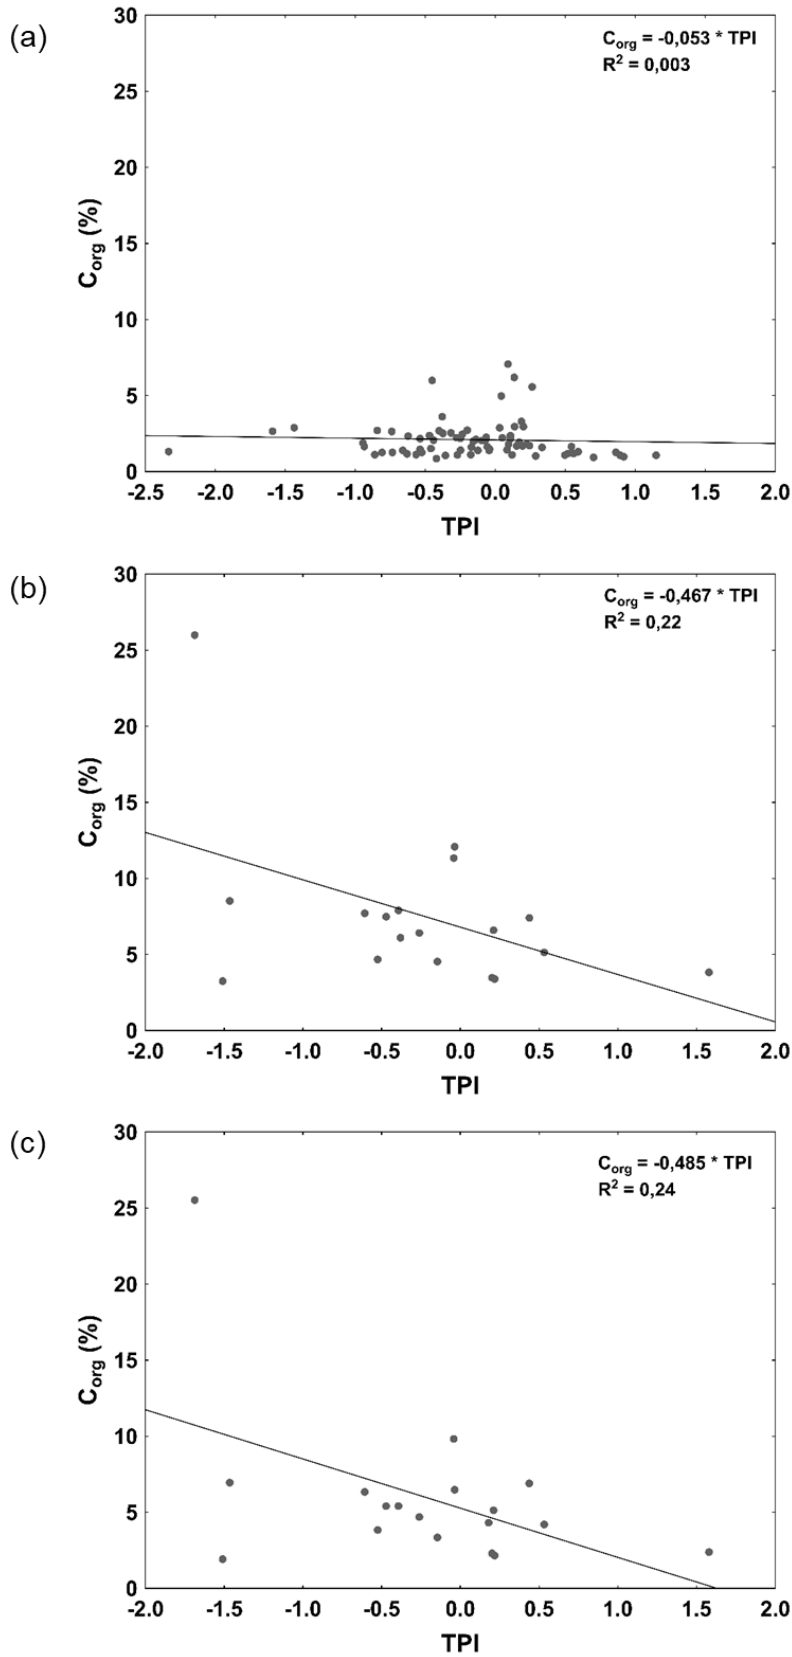 (a)
C_org = -0,053 * TPI
R² = 0,003
30
25
20
15
10
5
0
C_org (%)
-2.5 -2.0 -1.5 -1.0 -0.5 0.0 0.5 1.0 1.5 2.0
TPI
(b)
C_org = -0,467 * TPI
R² = 0,22
30
25
20
15
10
5
0
C_org (%)
-2.0 -1.5 -1.0 -0.5 0.0 0.5 1.0 1.5 2.0
TPI
(c)
C_org = -0,485 * TPI
R² = 0,24
30
25
20
15
10
5
0
C_org (%)
-2.0 -1.5 -1.0 -0.5 0.0 0.5 1.0 1.5 2.0
TPI